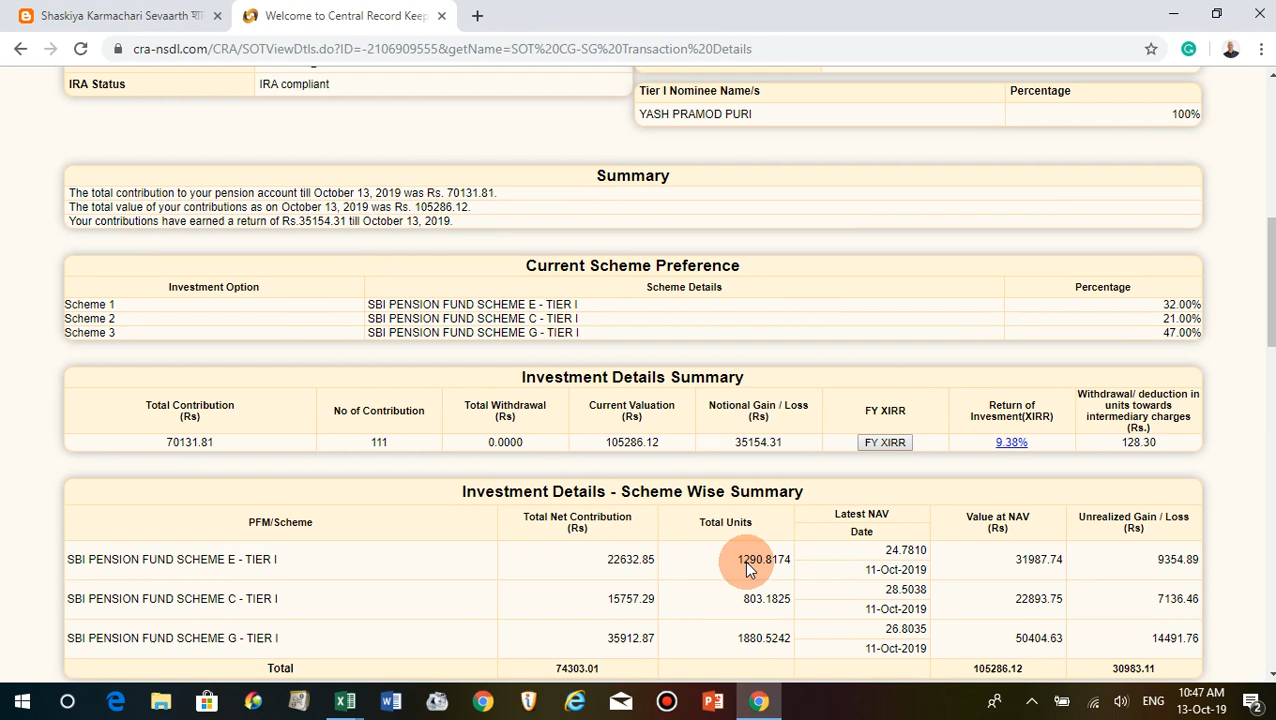 Shaskiya Karmachari Sevaarth
Welcome to Central Record Keep
cra-nsdl.com/CRA/SOTViewDtls.do?ID=-2106909555&getName=SOT%20CG-SG%20Transaction%20Details
IRA Status IRA compliant
Tier I Nominee Name/s Percentage
YASH PRAMOD PURI 100%
Summary
The total contribution to your pension account till October 13, 2019 was Rs. 70131.81.
The total value of your contributions as on October 13, 2019 was Rs. 105286.12.
Your contributions have earned a return of Rs.35154.31 till October 13, 2019.
Current Scheme Preference
Investment Option Scheme Details Percentage
Scheme 1 SBI PENSION FUND SCHEME E - TIER I 32.00%
Scheme 2 SBI PENSION FUND SCHEME C - TIER I 21.00%
Scheme 3 SBI PENSION FUND SCHEME G - TIER I 47.00%
Investment Details Summary
Total Contribution (Rs) No of Contribution Total Withdrawal (Rs) Current Valuation (Rs) Notional Gain / Loss (Rs) FY XIRR Return of Invesment(XIRR) Withdrawal/ deduction in units towards intermediary charges (Rs.)
70131.81 111 0.0000 105286.12 35154.31 FY XIRR 9.38% 128.30
Investment Details - Scheme Wise Summary
PFM/Scheme Total Net Contribution (Rs) Total Units Latest NAV Date Value at NAV (Rs) Unrealized Gain / Loss (Rs)
SBI PENSION FUND SCHEME E - TIER I 22632.85 1290.8174 24.7810 11-Oct-2019 31987.74 9354.89
SBI PENSION FUND SCHEME C - TIER I 15757.29 803.1825 28.5038 11-Oct-2019 22893.75 7136.46
SBI PENSION FUND SCHEME G - TIER I 35912.87 1880.5242 26.8035 11-Oct-2019 50404.63 14491.76
Total 74303.01 105286.12 30983.11
ENG
10:47 AM
13-Oct-19
2